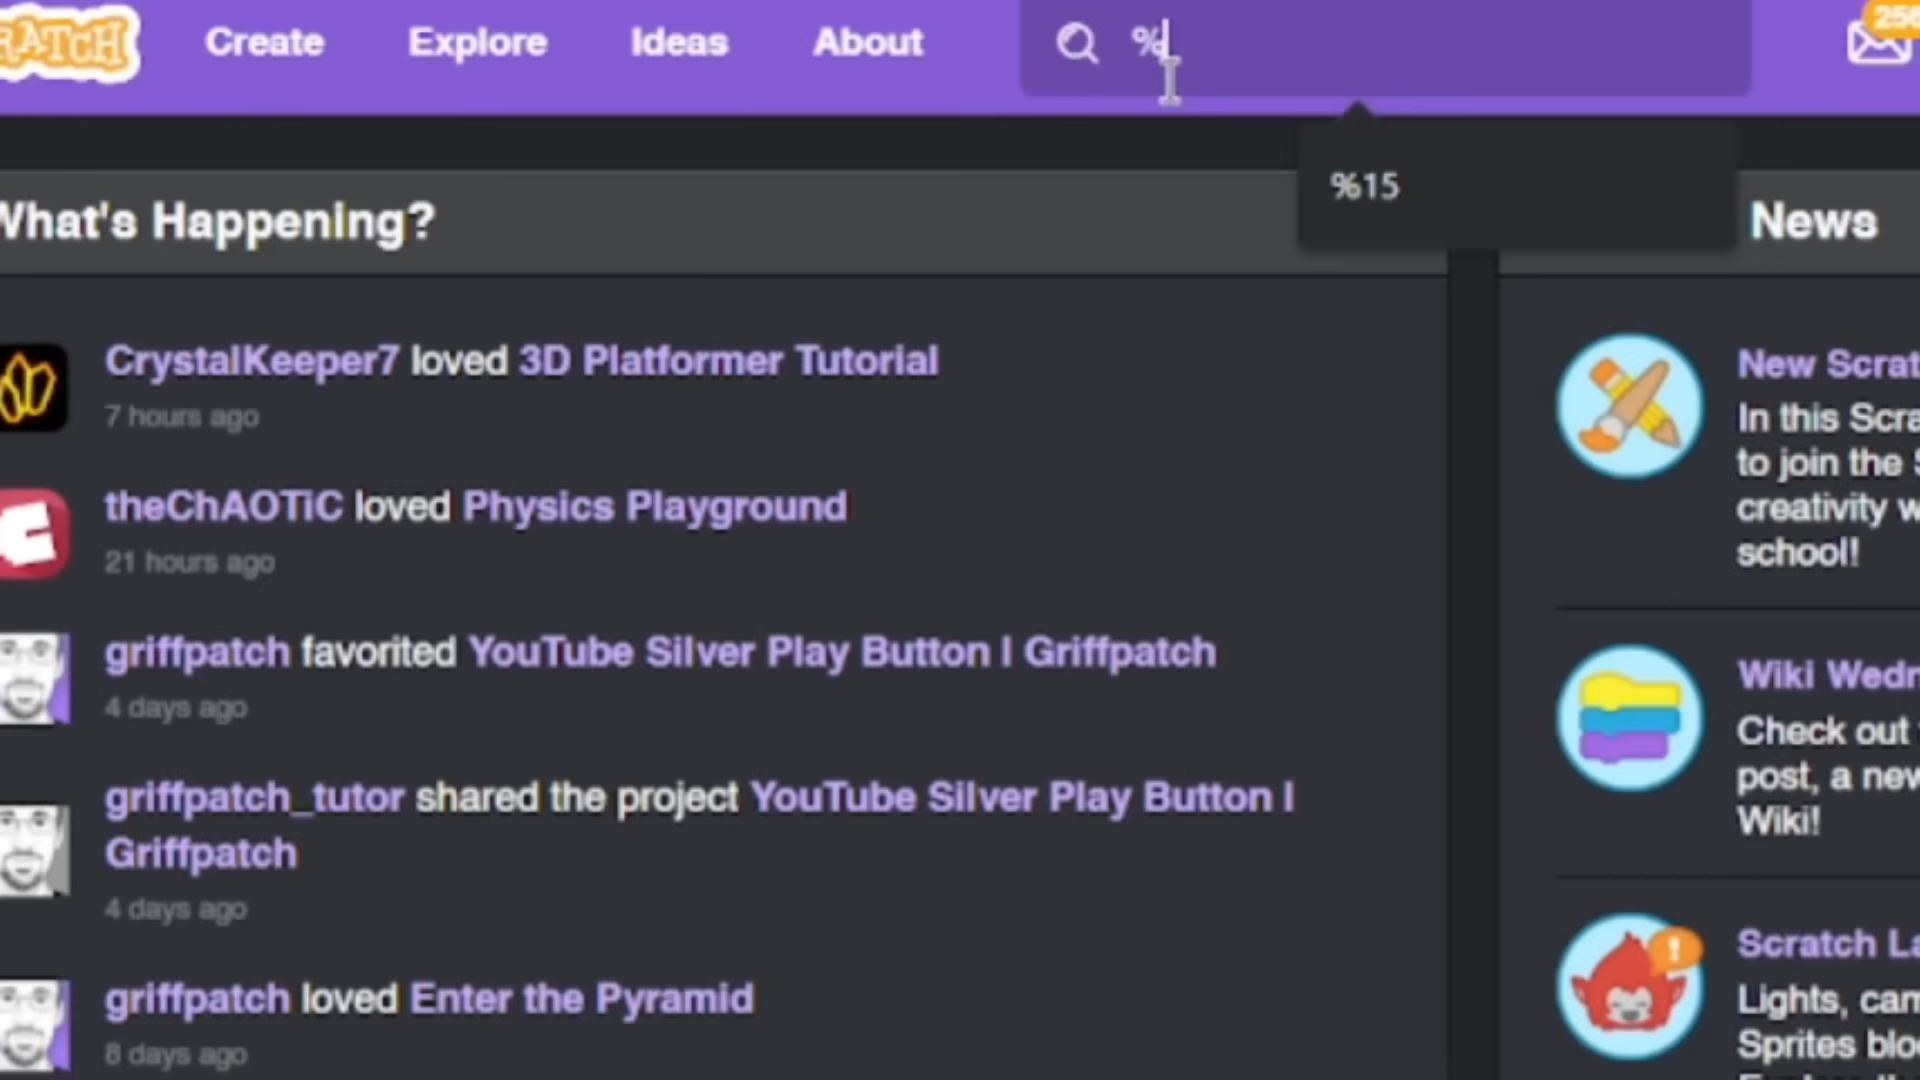 RATCH Create Explore Ideas About % 256
%15
What's Happening? News
CrystalKeeper7 loved 3D Platformer Tutorial
7 hours ago
theChAOTiC loved Physics Playground
21 hours ago
griffpatch favorited YouTube Silver Play Button | Griffpatch
4 days ago
griffpatch_tutor shared the project YouTube Silver Play Button |
Griffpatch
4 days ago
griffpatch loved Enter the Pyramid
8 days ago
New Scrat
In this Scra
to join the
creativity w
school!
Wiki Wedn
Check out
post, a new
Wiki!
Scratch La
!
Lights, cam
Sprites bloc